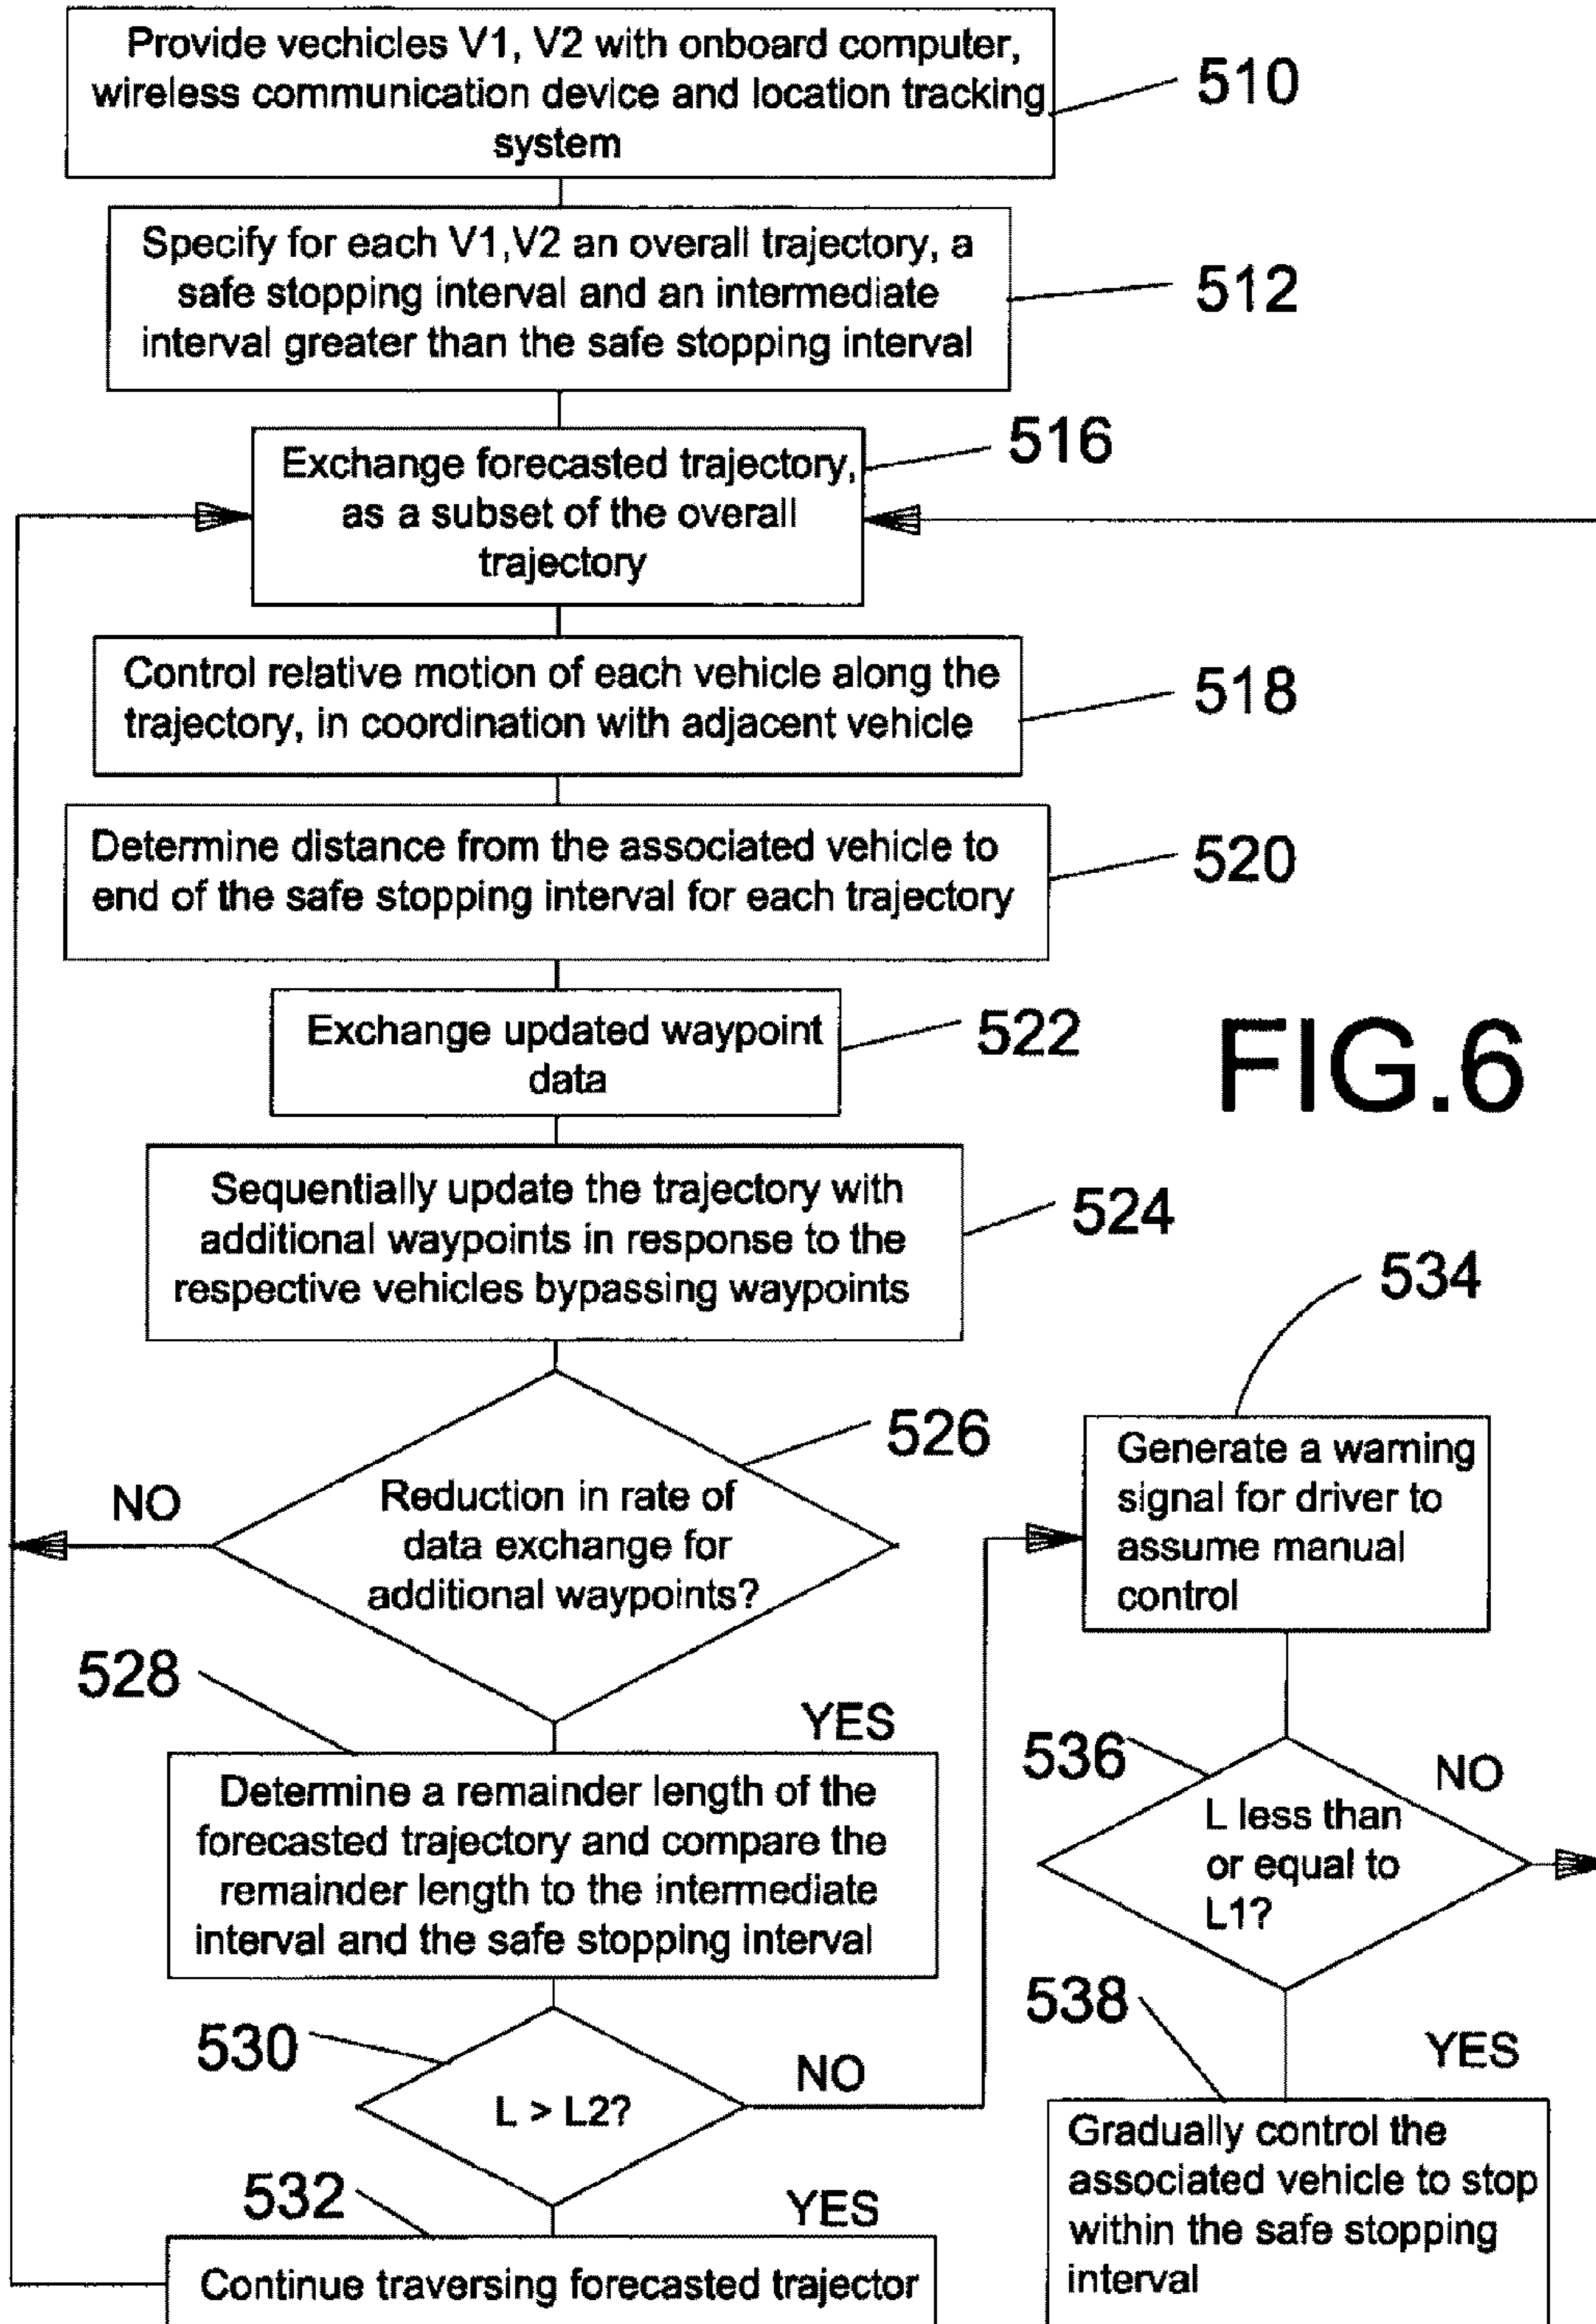 Provide vechicles V1, V2 with onboard computer,
wireless communication device and location tracking
system
510
Specify for each V1,V2 an overall trajectory, a
safe stopping interval and an intermediate
interval greater than the safe stopping interval
512
Exchange forecasted trajectory,
as a subset of the overall
trajectory
516
Control relative motion of each vehicle along the
trajectory, in coordination with adjacent vehicle
518
Determine distance from the associated vehicle to
end of the safe stopping interval for each trajectory
520
Exchange updated waypoint
data
522
FIG.6
Sequentially update the trajectory with
additional waypoints in response to the
respective vehicles bypassing waypoints
524
Reduction in rate of
data exchange for
additional waypoints?
526
NO
YES
528
Determine a remainder length of the
forecasted trajectory and compare the
remainder length to the intermediate
interval and the safe stopping interval
530
L > L2?
NO
YES
532
Continue traversing forecasted trajector
534
Generate a warning
signal for driver to
assume manual
control
536
L less than
or equal to
L1?
NO
YES
538
Gradually control the
associated vehicle to stop
within the safe stopping
interval